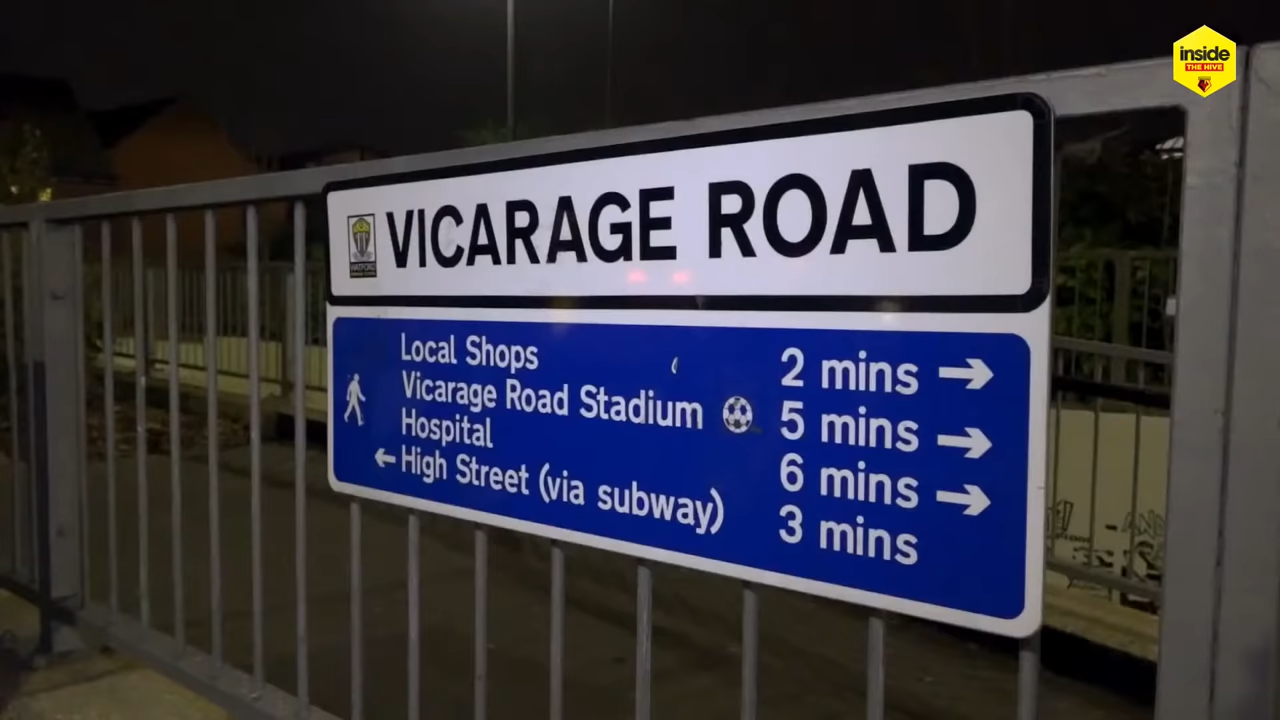 inside
THE HIVE
VICARAGE ROAD
Local Shops 2 mins →
Vicarage Road Stadium 5 mins →
Hospital 6 mins →
← High Street (via subway) 3 mins